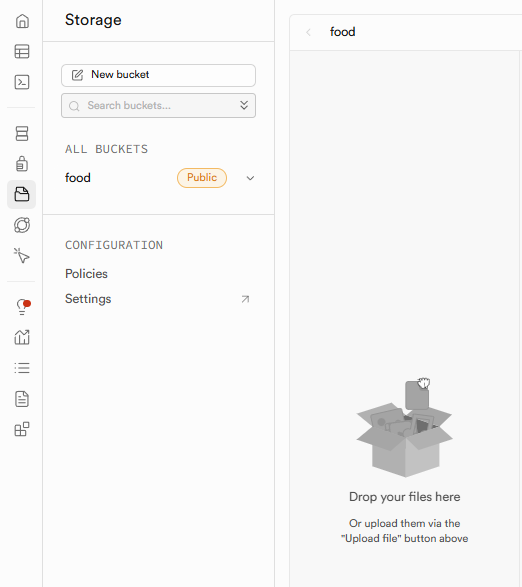 Storage
food
New bucket
Search buckets...
ALL BUCKETS
food
Public
CONFIGURATION
Policies
Settings
Drop your files here
Or upload them via the
"Upload file" button above